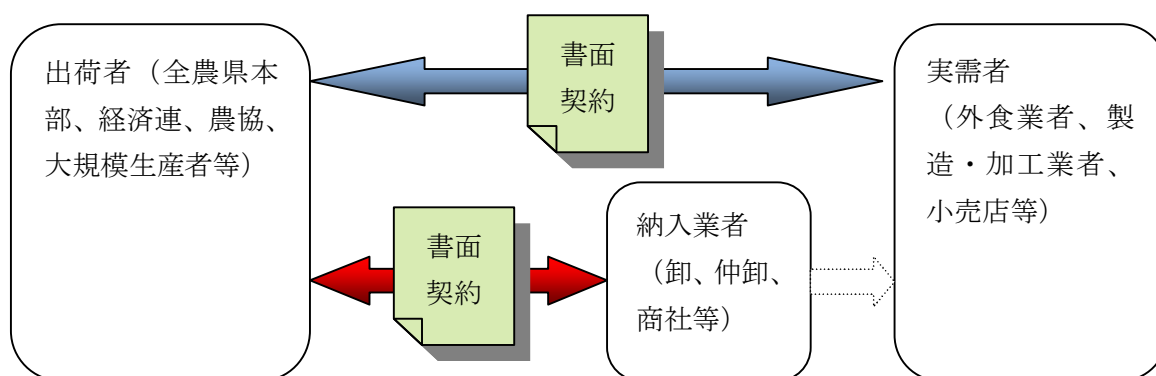 出荷者（全農県本
部、経済連、農協、
大規模生産者等）
書面
契約
実需者
（外食業者、製
造・加工業者、
小売店等）
書面
契約
納入業者
（卸、仲卸、
商社等）